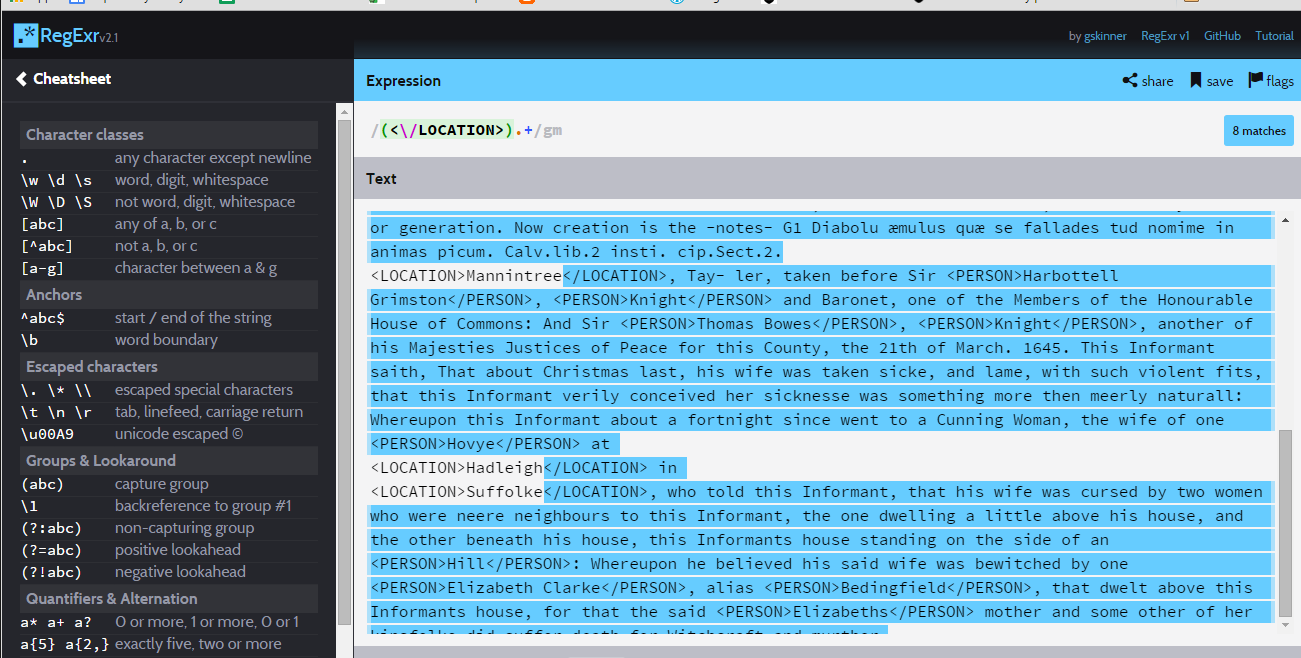 .* RegExr v2.1
by gskinner RegExr v1 GitHub Tutorial
Cheatsheet
Character classes
. any character except newline
\w \d \s word, digit, whitespace
\W \D \S not word, digit, whitespace
[abc] any of a, b, or c
[^abc] not a, b, or c
[a-g] character between a & g
Anchors
^abc$ start / end of the string
\b word boundary
Escaped characters
\. \* \\ escaped special characters
\t \n \r tab, linefeed, carriage return
\u00A9 unicode escaped ©
Groups & Lookaround
(abc) capture group
\1 backreference to group #1
(?:abc) non-capturing group
(?=abc) positive lookahead
(?!abc) negative lookahead
Quantifiers & Alternation
a* a+ a? 0 or more, 1 or more, 0 or 1
a{5} a{2,} exactly five, two or more
Expression
share save flags
/(<\/LOCATION>).+/gm
8 matches
Text
or generation. Now creation is the -notes- G1 Diabolu æmulus quæ se fallades tud nomime in
animas picum. Calv.lib.2 insti. cip.Sect.2.
<LOCATION>Mannintree</LOCATION>, Tay- ler, taken before Sir <PERSON>Harbottell
Grimston</PERSON>, <PERSON>Knight</PERSON> and Baronet, one of the Members of the Honourable
House of Commons: And Sir <PERSON>Thomas Bowes</PERSON>, <PERSON>Knight</PERSON>, another of
his Majesties Justices of Peace for this County, the 21th of March. 1645. This Informant
saith, That about Christmas last, his wife was taken sicke, and lame, with such violent fits,
that this Informant verily conceived her sicknesse was something more then meerly naturall:
Whereupon this Informant about a fortnight since went to a Cunning Woman, the wife of one
<PERSON>Hovye</PERSON> at
<LOCATION>Hadleigh</LOCATION> in
<LOCATION>Suffolke</LOCATION>, who told this Informant, that his wife was cursed by two women
who were neere neighbours to this Informant, the one dwelling a little above his house, and
the other beneath his house, this Informants house standing on the side of an
<PERSON>Hill</PERSON>: Whereupon he believed his said wife was bewitched by one
<PERSON>Elizabeth Clarke</PERSON>, alias <PERSON>Bedingfield</PERSON>, that dwelt above this
Informants house, for that the said <PERSON>Elizabeths</PERSON> mother and some other of her